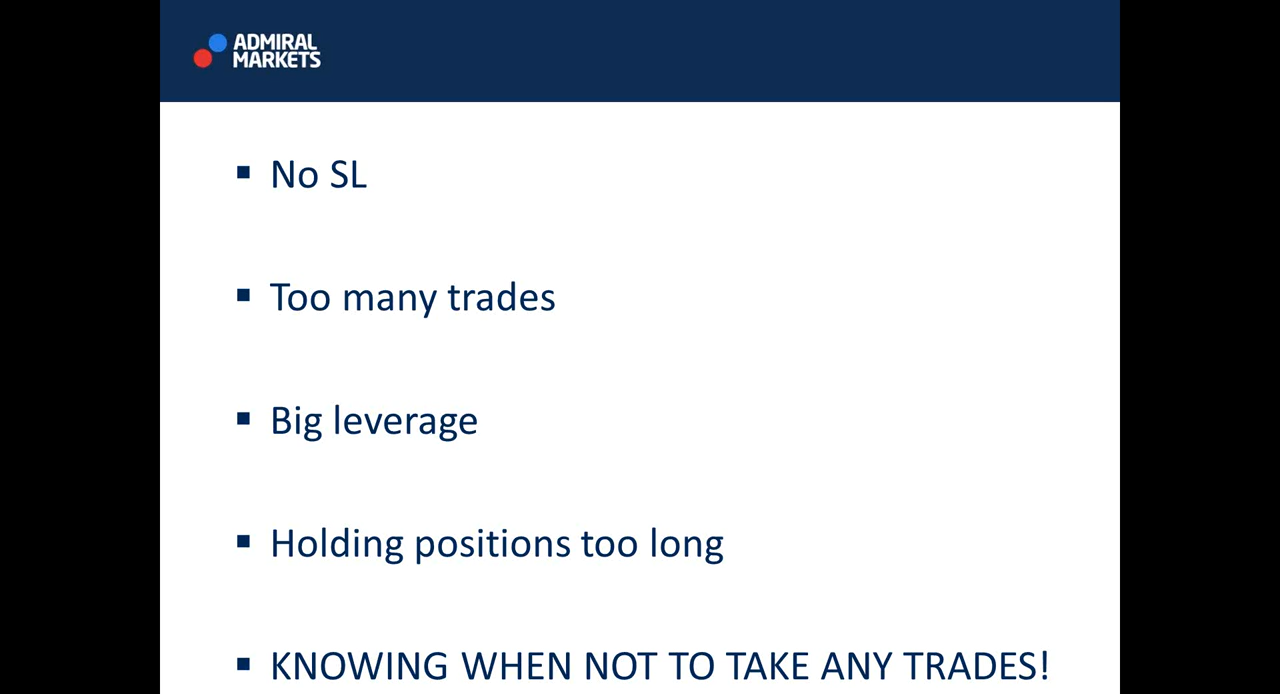 ADMIRAL
MARKETS
▪ No SL
▪ Too many trades
▪ Big leverage
▪ Holding positions too long
▪ KNOWING WHEN NOT TO TAKE ANY TRADES!